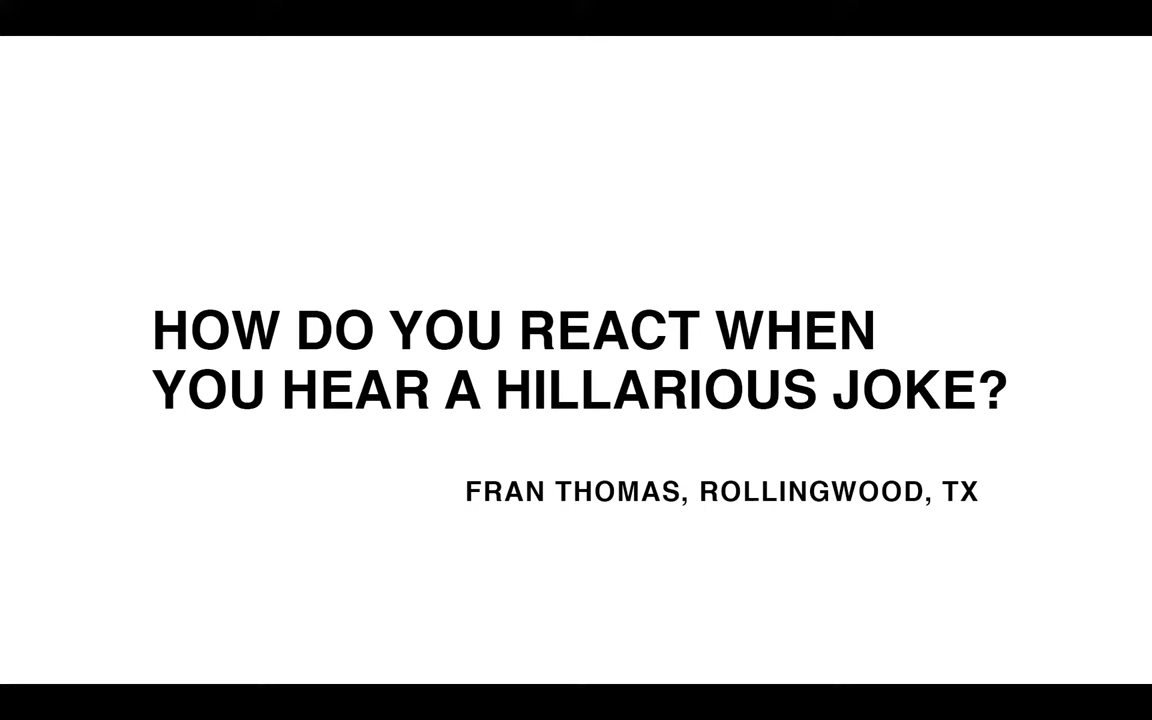 HOW DO YOU REACT WHEN
YOU HEAR A HILLARIOUS JOKE?
FRAN THOMAS, ROLLINGWOOD, TX